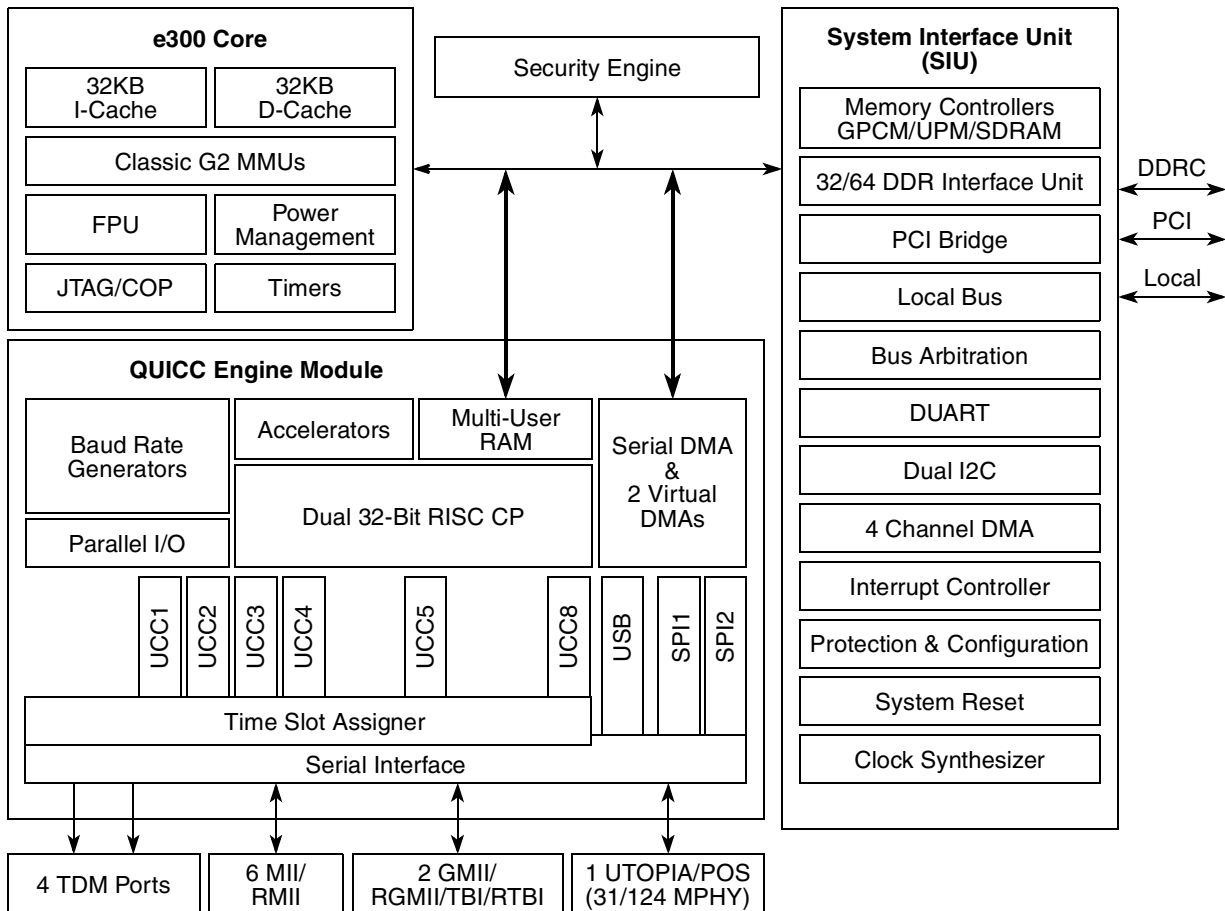 e300 Core
32KB
I-Cache
32KB
D-Cache
Classic G2 MMUs
FPU
Power
Management
JTAG/COP
Timers
Security Engine
System Interface Unit
(SIU)
Memory Controllers
GPCM/UPM/SDRAM
32/64 DDR Interface Unit
PCI Bridge
Local Bus
Bus Arbitration
DUART
Dual I2C
4 Channel DMA
Interrupt Controller
Protection & Configuration
System Reset
Clock Synthesizer
DDRC
PCI
Local
QUICC Engine Module
Baud Rate
Generators
Parallel I/O
Accelerators
Multi-User
RAM
Dual 32-Bit RISC CP
Serial DMA
&
2 Virtual
DMAs
UCC1
UCC2
UCC3
UCC4
UCC5
UCC8
USB
SPI1
SPI2
Time Slot Assigner
Serial Interface
4 TDM Ports
6 MII/
RMII
2 GMII/
RGMII/TBI/RTBI
1 UTOPIA/POS
(31/124 MPHY)